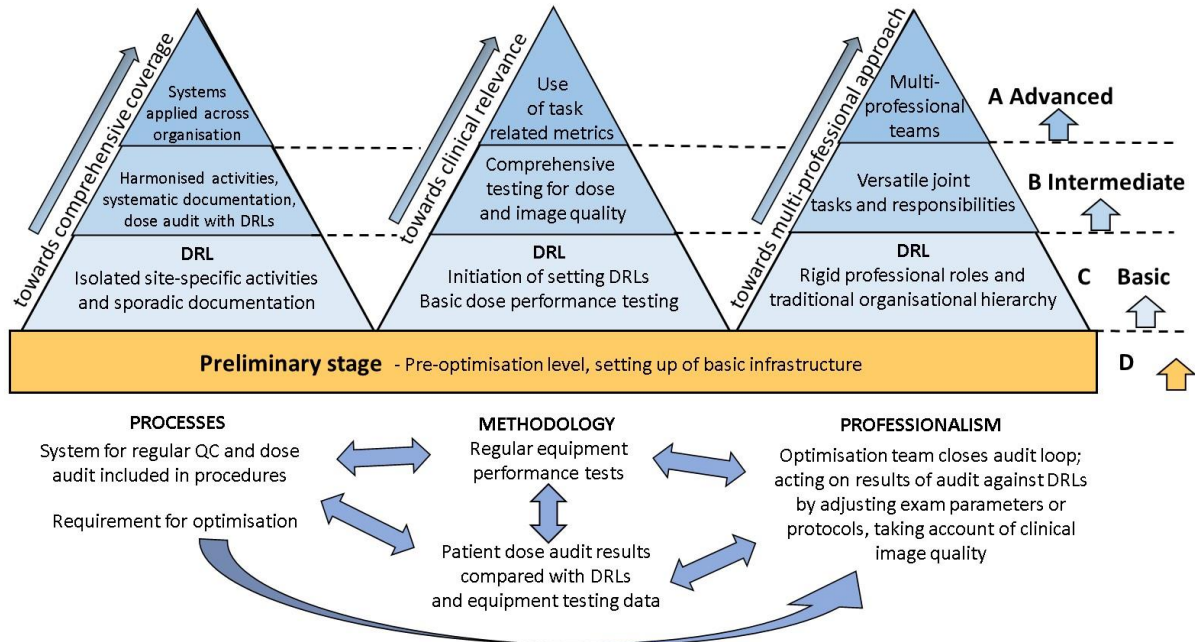 towards comprehensive coverage
Systems
applied across
organisation
Harmonised activities,
systematic documentation,
dose audit with DRLs
DRL
Isolated site-specific activities
and sporadic documentation
towards clinical relevance
Use
of task
related metrics
Comprehensive
testing for dose
and image quality
DRL
Initiation of setting DRLs
Basic dose performance testing
towards multi-professional approach
Multi-
professional
teams
Versatile joint
tasks and responsibilities
DRL
Rigid professional roles and
traditional organisational hierarchy
A Advanced
B Intermediate
C Basic
Preliminary stage - Pre-optimisation level, setting up of basic infrastructure
D
PROCESSES
System for regular QC and dose
audit included in procedures
Requirement for optimisation
METHODOLOGY
Regular equipment
performance tests
Patient dose audit results
compared with DRLs
and equipment testing data
PROFESSIONALISM
Optimisation team closes audit loop;
acting on results of audit against DRLs
by adjusting exam parameters or
protocols, taking account of clinical
image quality